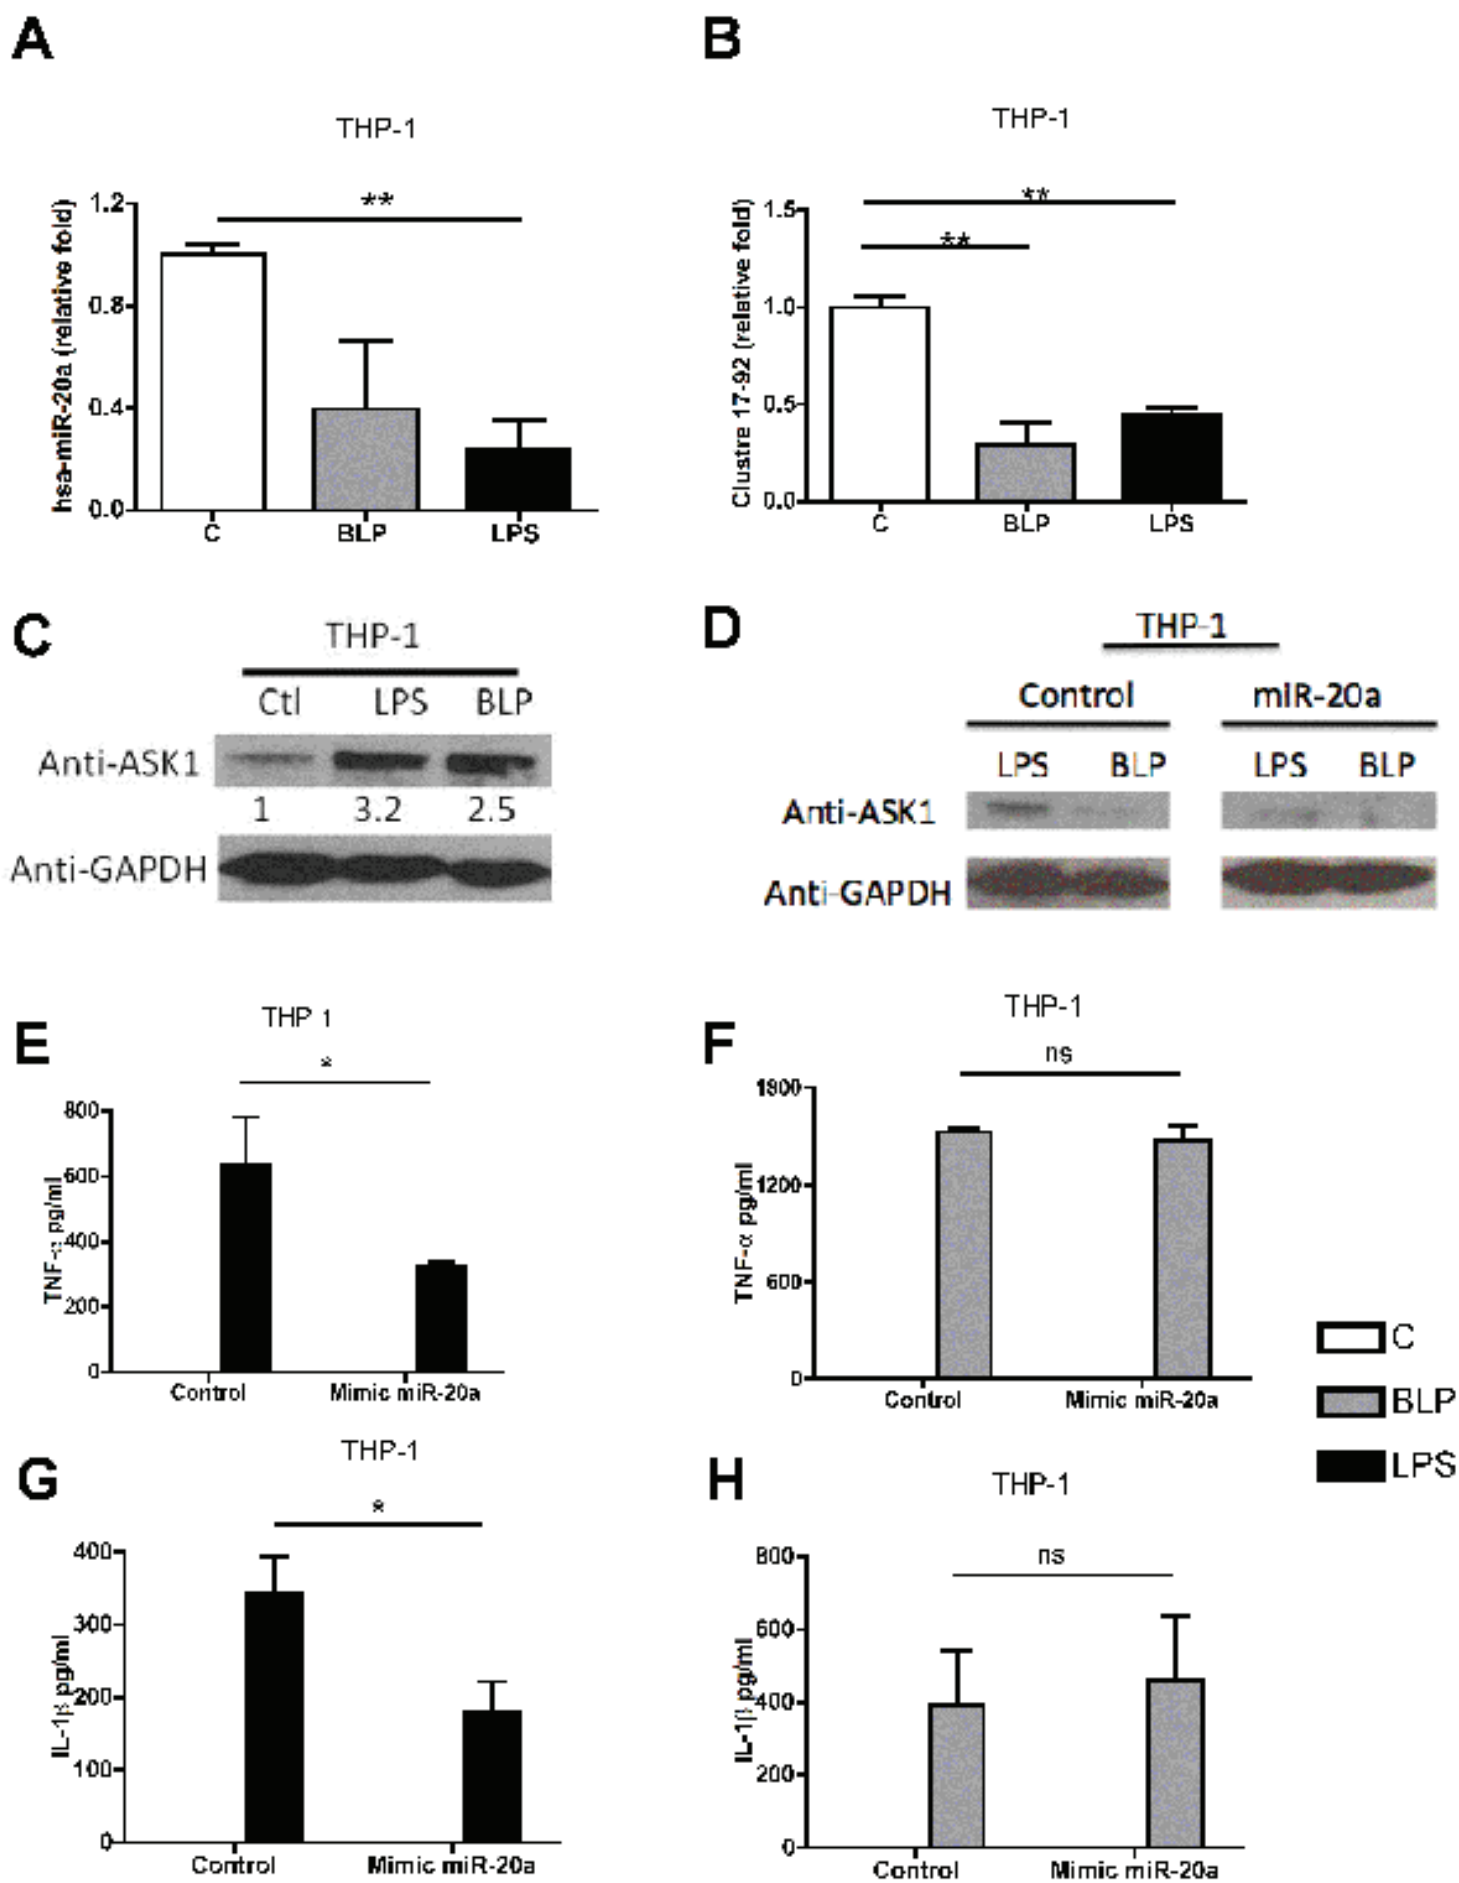 A
THP-1
**
hsa-miR-20a (relative fold)
1.2
0.8
0.4
0.0
C BLP LPS
B
THP-1
**
**
Clustre 17-92 (relative fold)
1.5
1.0
0.5
0.0
C BLP LPS
C
THP-1
Ctl LPS BLP
Anti-ASK1
1 3.2 2.5
Anti-GAPDH
D
THP-1
Control miR-20a
LPS BLP LPS BLP
Anti-ASK1
Anti-GAPDH
E
THP 1
*
TNF-α pg/ml
800
600
400
200
0
Control Mimic miR-20a
F
THP-1
ns
TNF-α pg/ml
1800
1200
600
0
Control Mimic miR-20a
C
BLP
LPS
G
THP-1
*
IL-1β pg/ml
400
300
200
100
0
Control Mimic miR-20a
H
THP-1
ns
IL-1β pg/ml
800
600
400
200
0
Control Mimic miR-20a